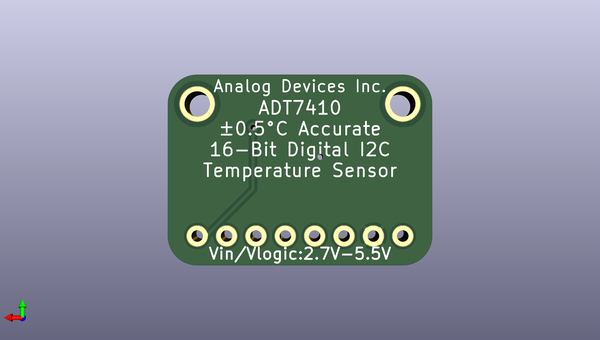 Analog Devices Inc.
ADT7410
±0.5°C Accurate
16-Bit Digital I2C
Temperature Sensor
Vin/Vlogic:2.7V-5.5V